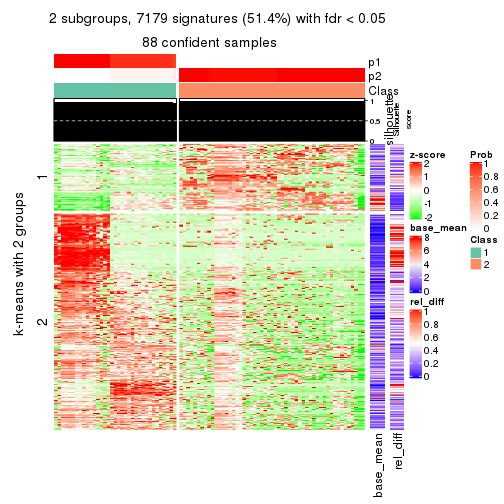 2 subgroups, 7179 signatures (51.4%) with fdr < 0.05
88 confident samples
p1
p2
Class
1
0.5
0
silhouette
Silhouette
score
k-means with 2 groups
1
2
z-score
2
1
0
-1
-2
base_mean
8
6
4
2
0
rel_diff
1
0.8
0.6
0.4
0.2
0
Prob
1
0.8
0.6
0.4
0.2
0
Class
1
2
base_mean
rel_diff